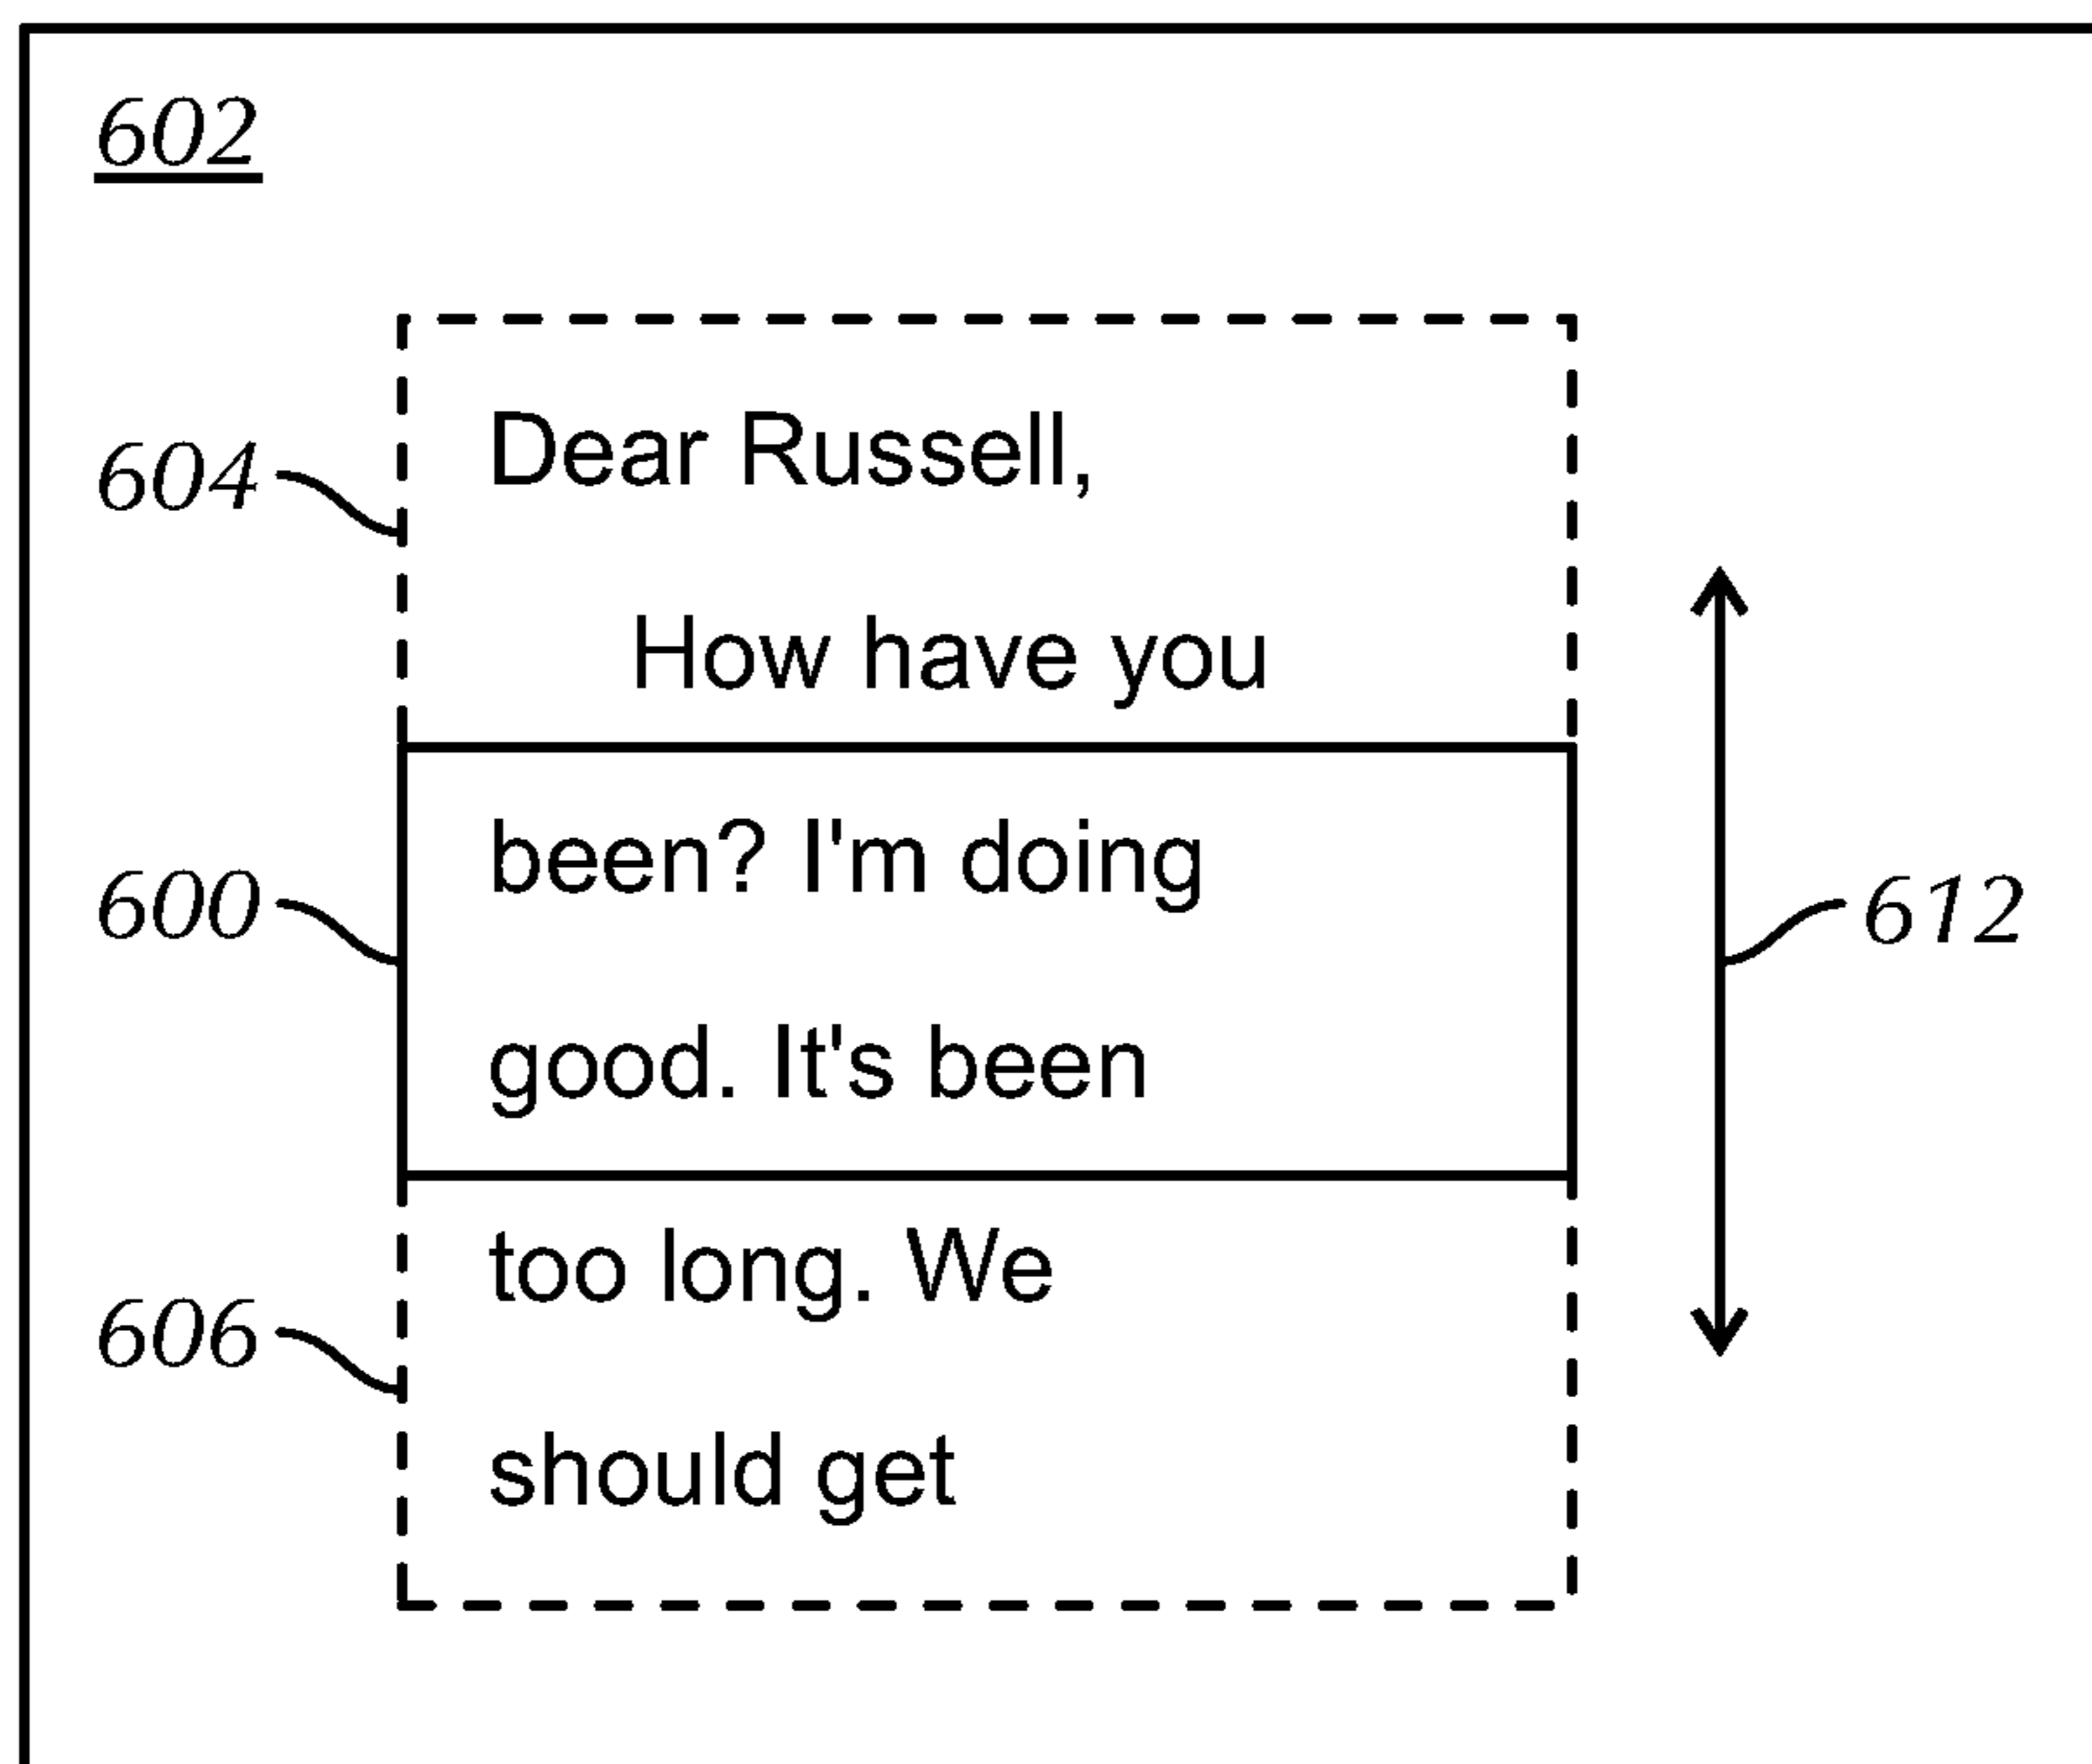 602
604
Dear Russell,
How have you
600
been? I'm doing
612
good. It's been
606
too long. We
should get